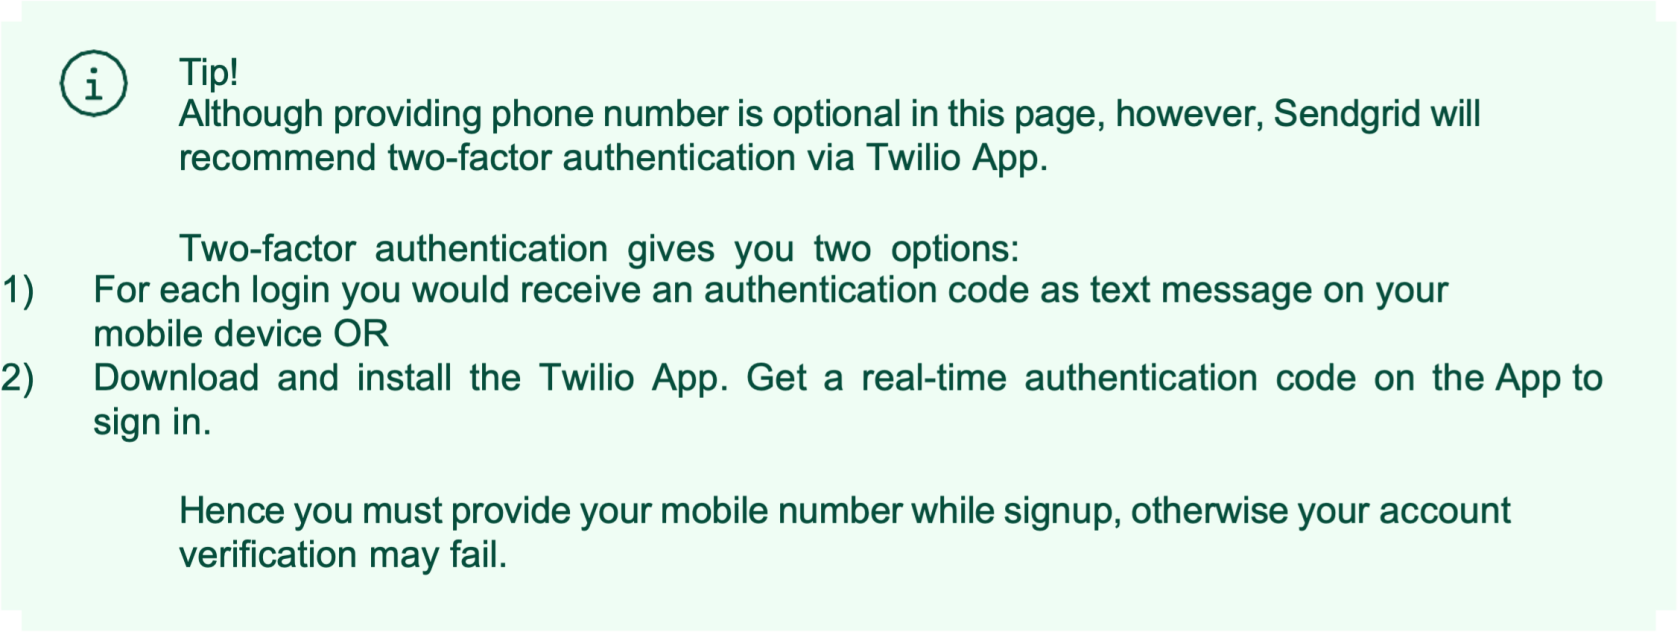 i
Tip!
Although providing phone number is optional in this page, however, Sendgrid will
recommend two-factor authentication via Twilio App.
Two-factor authentication gives you two options:
1) For each login you would receive an authentication code as text message on your
mobile device OR
2) Download and install the Twilio App. Get a real-time authentication code on the App to
sign in.
Hence you must provide your mobile number while signup, otherwise your account
verification may fail.